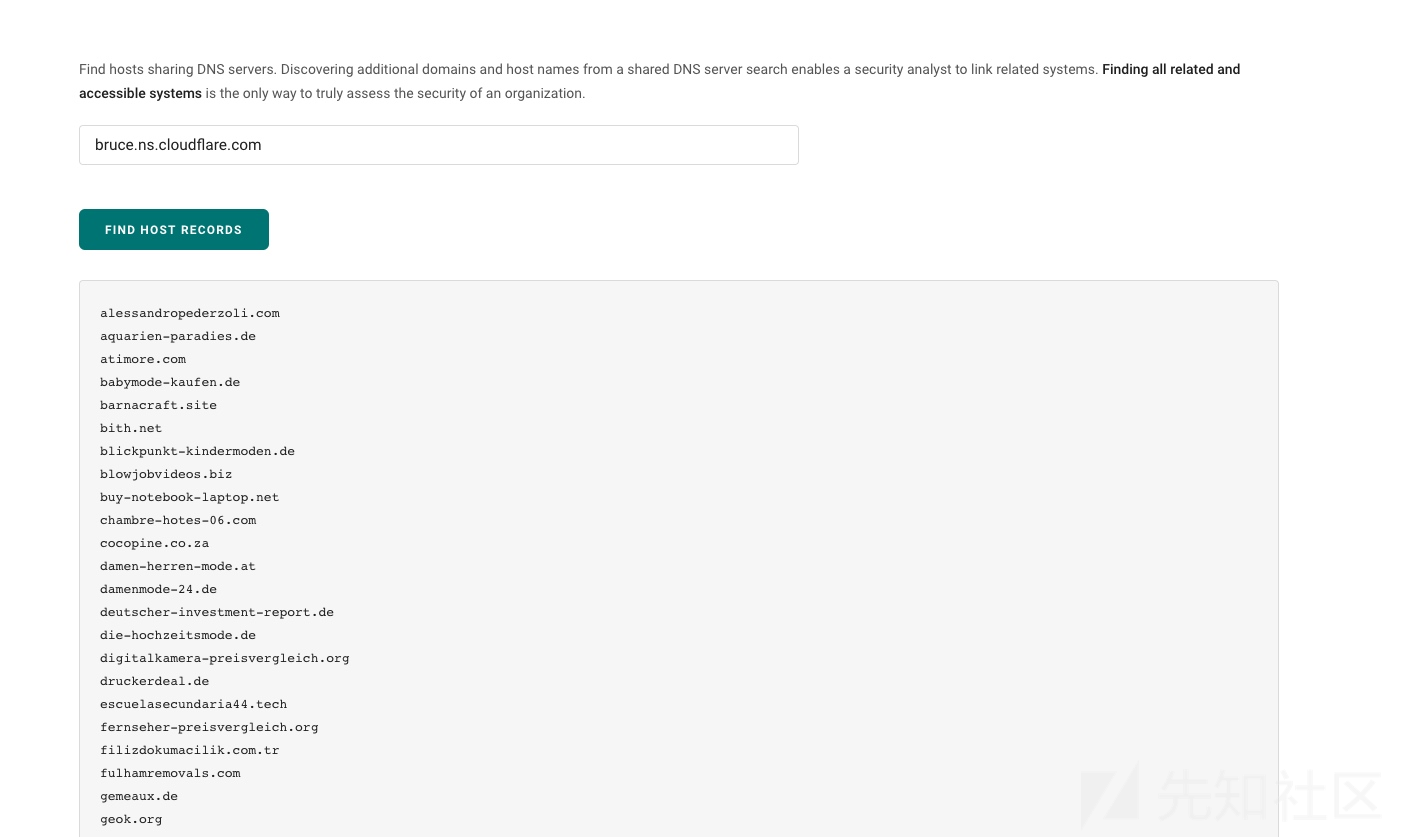 Find hosts sharing DNS servers. Discovering additional domains and host names from a shared DNS server search enables a security analyst to link related systems. Finding all related and
accessible systems is the only way to truly assess the security of an organization.
bruce.ns.cloudflare.com
FIND HOST RECORDS
alessandropederzoli.com
aquarien-paradies.de
atimore.com
babymode-kaufen.de
barnacraft.site
bith.net
blickpunkt-kindermoden.de
blowjobvideos.biz
buy-notebook-laptop.net
chambre-hotes-06.com
cocopine.co.za
damen-herren-mode.at
damenmode-24.de
deutscher-investment-report.de
die-hochzeitsmode.de
digitalkamera-preisvergleich.org
druckerdeal.de
escuelasecundaria44.tech
fernseher-preisvergleich.org
filizdokumacilik.com.tr
fulhamremovals.com
gemeaux.de
geok.org
先知社区